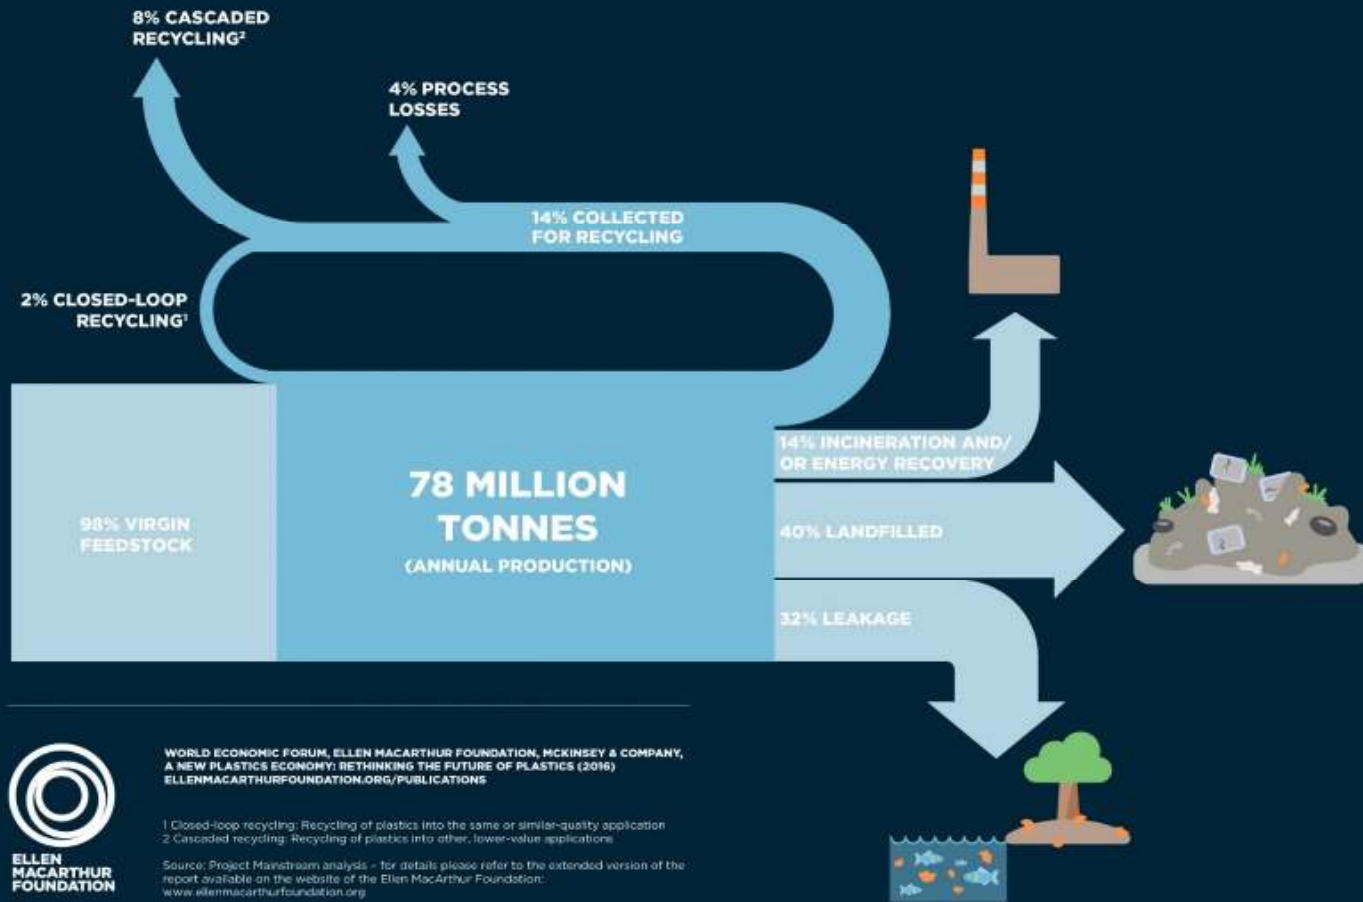 8% CASCADED
RECYCLING²
4% PROCESS
LOSSES
14% COLLECTED
FOR RECYCLING
2% CLOSED-LOOP
RECYCLING¹
14% INCINERATION AND/
OR ENERGY RECOVERY
78 MILLION
TONNES
(ANNUAL PRODUCTION)
98% VIRGIN
FEEDSTOCK
40% LANDFILLED
32% LEAKAGE
WORLD ECONOMIC FORUM, ELLEN MACARTHUR FOUNDATION, MCKINSEY & COMPANY,
A NEW PLASTICS ECONOMY: RETHINKING THE FUTURE OF PLASTICS (2016)
ELLENMACARTHURFOUNDATION.ORG/PUBLICATIONS
1 Closed-loop recycling: Recycling of plastics into the same or similar-quality application
2 Cascaded recycling: Recycling of plastics into other, lower-value applications
Source: Project Mainstream analysis – for details please refer to the extended version of the
report available on the website of the Ellen MacArthur Foundation:
www.ellenmacarthurfoundation.org
ELLEN
MACARTHUR
FOUNDATION